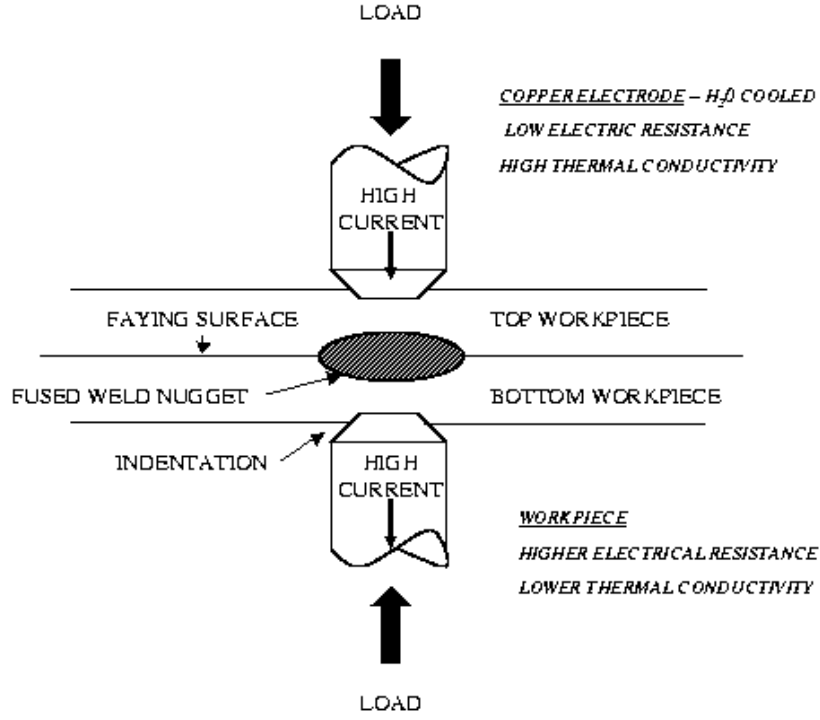 LOAD
COPPER ELECTRODE – H₂O COOLED
LOW ELECTRIC RESISTANCE
HIGH THERMAL CONDUCTIVITY
HIGH
CURRENT
FAYING SURFACE
TOP WORKPIECE
FUSED WELD NUGGET
BOTTOM WORKPIECE
INDENTATION
HIGH
CURRENT
WORKPIECE
HIGHER ELECTRICAL RESISTANCE
LOWER THERMAL CONDUCTIVITY
LOAD